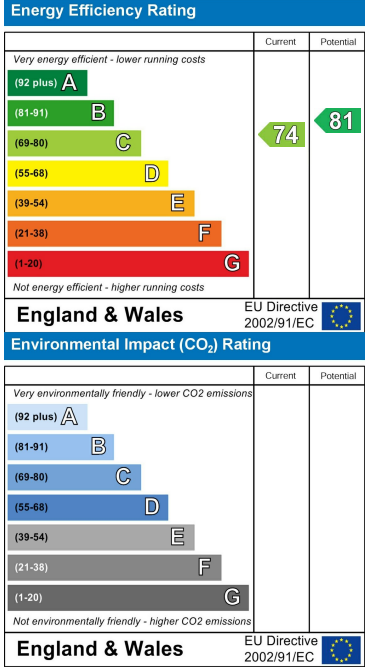 Energy Efficiency Rating
Current Potential
Very energy efficient - lower running costs
(92 plus) A
(81-91) B
(69-80) C
(55-68) D
(39-54) E
(21-38) F
(1-20) G
74
81
Not energy efficient - higher running costs
England & Wales
EU Directive
2002/91/EC
Environmental Impact (CO₂) Rating
Current Potential
Very environmentally friendly - lower CO2 emissions
(92 plus) A
(81-91) B
(69-80) C
(55-68) D
(39-54) E
(21-38) F
(1-20) G
Not environmentally friendly - higher CO2 emissions
England & Wales
EU Directive
2002/91/EC